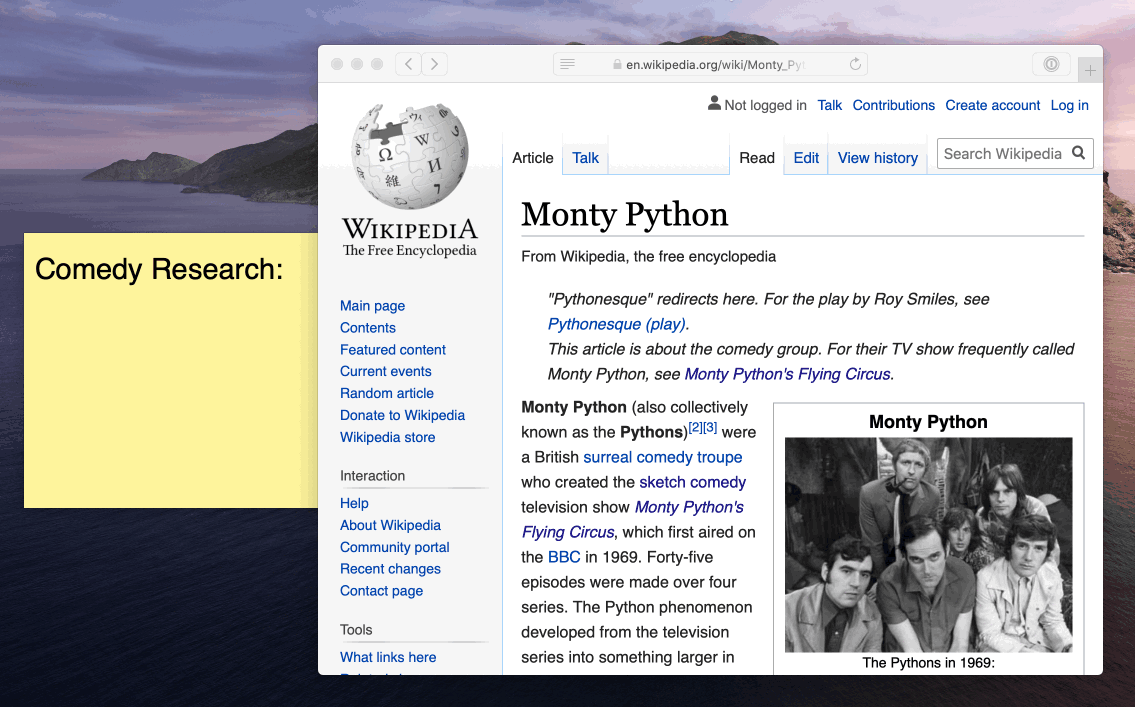 en.wikipedia.org/wiki/Monty_Pyt
Not logged in Talk Contributions Create account Log in
Article Talk Read Edit View history Search Wikipedia
Ω W И 維
WIKIPEDIA
The Free Encyclopedia
Comedy Research:
Main page
Contents
Featured content
Current events
Random article
Donate to Wikipedia
Wikipedia store
Interaction
Help
About Wikipedia
Community portal
Recent changes
Contact page
Tools
What links here
Monty Python
From Wikipedia, the free encyclopedia
"Pythonesque" redirects here. For the play by Roy Smiles, see
Pythonesque (play).
This article is about the comedy group. For their TV show frequently called
Monty Python, see Monty Python's Flying Circus.
Monty Python (also collectively
known as the Pythons)[2][3] were
a British surreal comedy troupe
who created the sketch comedy
television show Monty Python's
Flying Circus, which first aired on
the BBC in 1969. Forty-five
episodes were made over four
series. The Python phenomenon
developed from the television
series into something larger in
Monty Python
The Pythons in 1969: